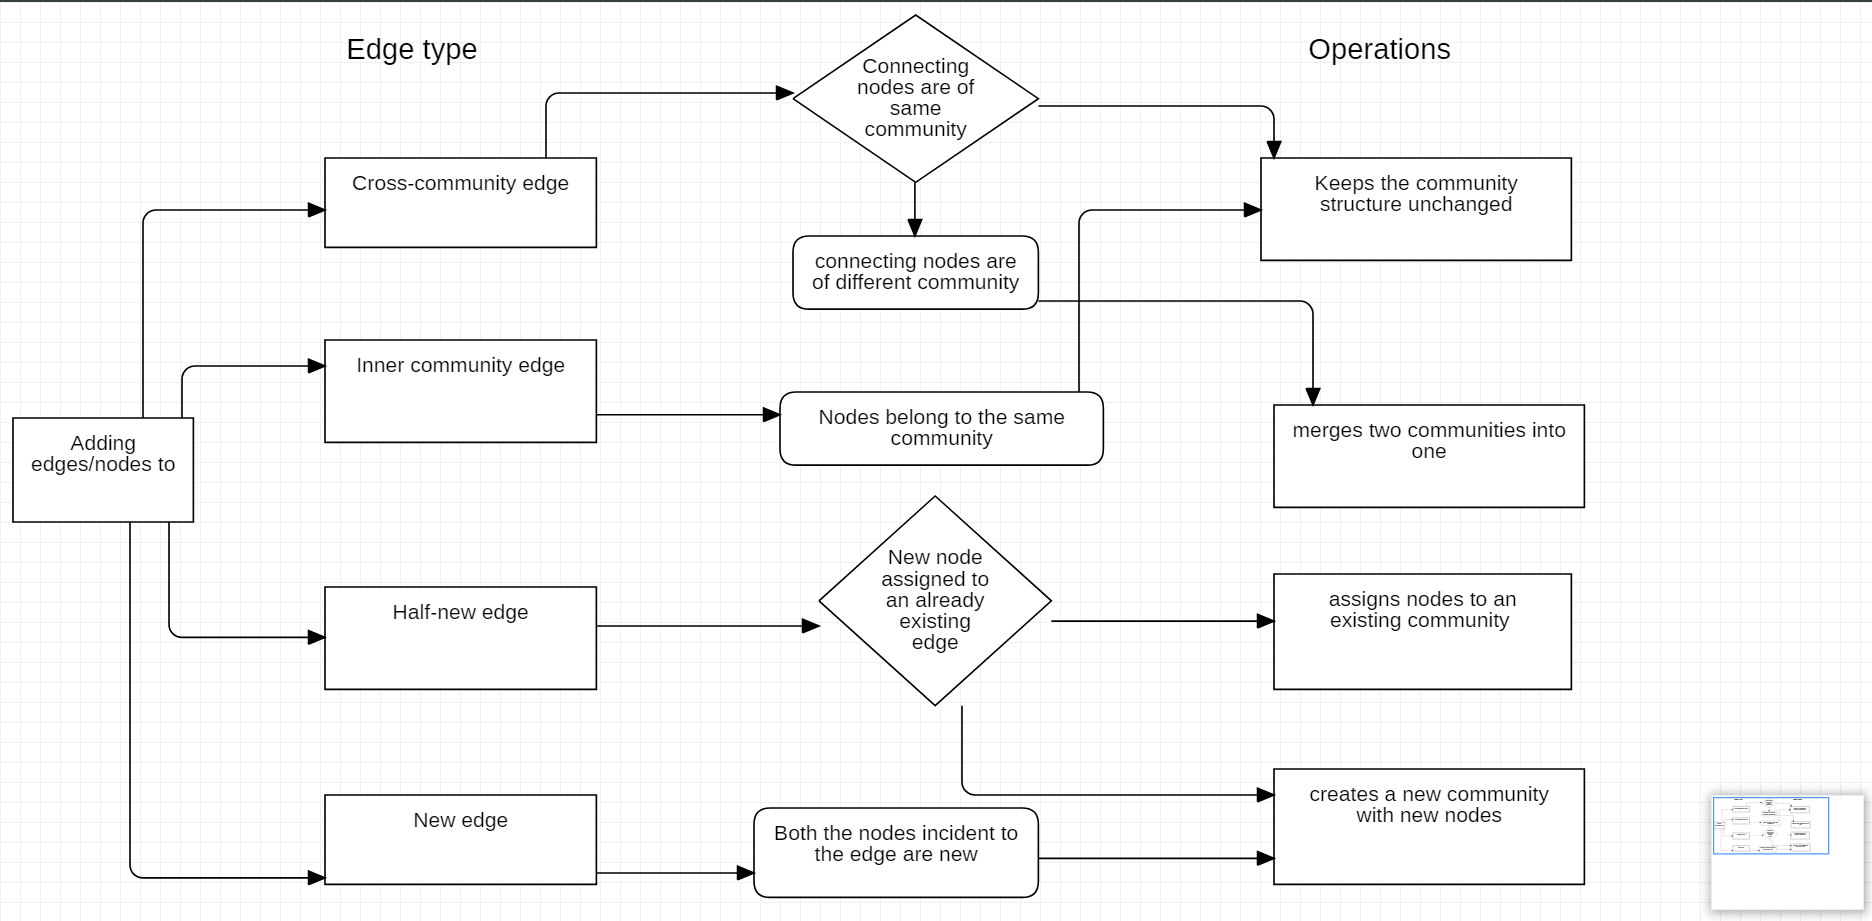 Edge type
Operations
Connecting
nodes are of
same
community
Cross-community edge
Keeps the community
structure unchanged
connecting nodes are
of different community
Inner community edge
Nodes belong to the same
community
merges two communities into
one
Adding
edges/nodes to
New node
assigned to
an already
existing
edge
Half-new edge
assigns nodes to an
existing community
New edge
Both the nodes incident to
the edge are new
creates a new community
with new nodes